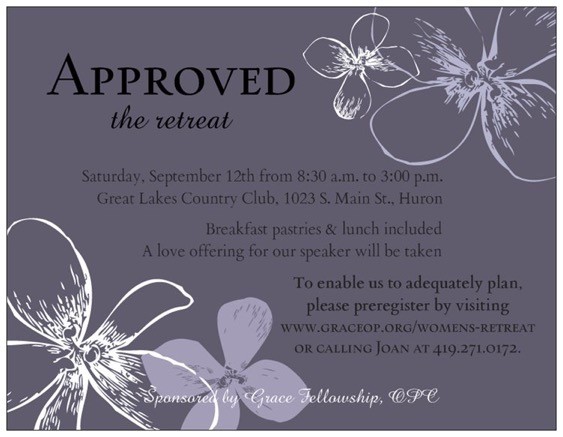 APPROVED
the retreat
Saturday, September 12th from 8:30 a.m. to 3:00 p.m.
Great Lakes Country Club, 1023 S. Main St., Huron
Breakfast pastries & lunch included
A love offering for our speaker will be taken
To enable us to adequately plan,
please preregister by visiting
www.graceop.org/womens-retreat
or calling Joan at 419.271.0172.
Sponsored by Grace Fellowship, OPC